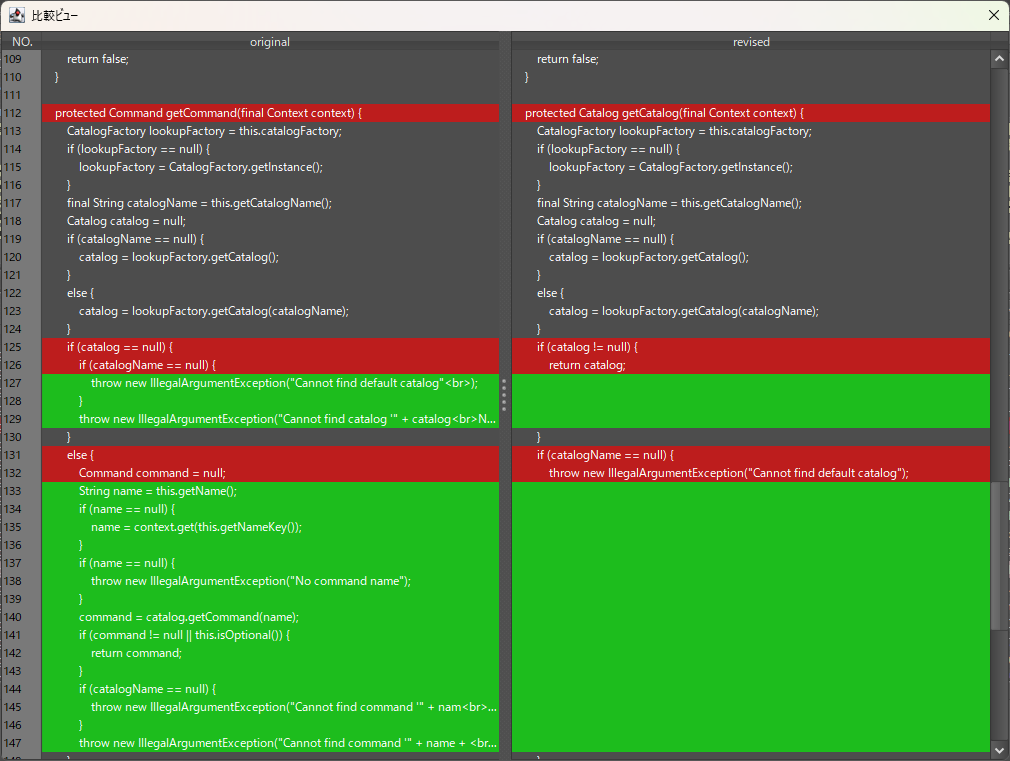 比較ビュー
NO. original revised
109 return false; return false;
110 } }
111
112 protected Command getCommand(final Context context) { protected Catalog getCatalog(final Context context) {
113 CatalogFactory lookupFactory = this.catalogFactory; CatalogFactory lookupFactory = this.catalogFactory;
114 if (lookupFactory == null) { if (lookupFactory == null) {
115 lookupFactory = CatalogFactory.getInstance(); lookupFactory = CatalogFactory.getInstance();
116 } }
117 final String catalogName = this.getCatalogName(); final String catalogName = this.getCatalogName();
118 Catalog catalog = null; Catalog catalog = null;
119 if (catalogName == null) { if (catalogName == null) {
120 catalog = lookupFactory.getCatalog(); catalog = lookupFactory.getCatalog();
121 } }
122 else { else {
123 catalog = lookupFactory.getCatalog(catalogName); catalog = lookupFactory.getCatalog(catalogName);
124 } }
125 if (catalog == null) { if (catalog != null) {
126 if (catalogName == null) { return catalog;
127 throw new IllegalArgumentException("Cannot find default catalog"<br>);
128 }
129 throw new IllegalArgumentException("Cannot find catalog '" + catalog<br>N...
130 } }
131 else { if (catalogName == null) {
132 Command command = null; throw new IllegalArgumentException("Cannot find default catalog");
133 String name = this.getName();
134 if (name == null) {
135 name = context.get(this.getNameKey());
136 }
137 if (name == null) {
138 throw new IllegalArgumentException("No command name");
139 }
140 command = catalog.getCommand(name);
141 if (command != null || this.isOptional()) {
142 return command;
143 }
144 if (catalogName == null) {
145 throw new IllegalArgumentException("Cannot find command '" + nam<br>...
146 }
147 throw new IllegalArgumentException("Cannot find command '" + name + <br...